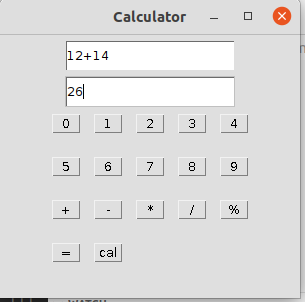 Calculator
12+14
26
0 1 2 3 4
5 6 7 8 9
+ - * / %
= cal